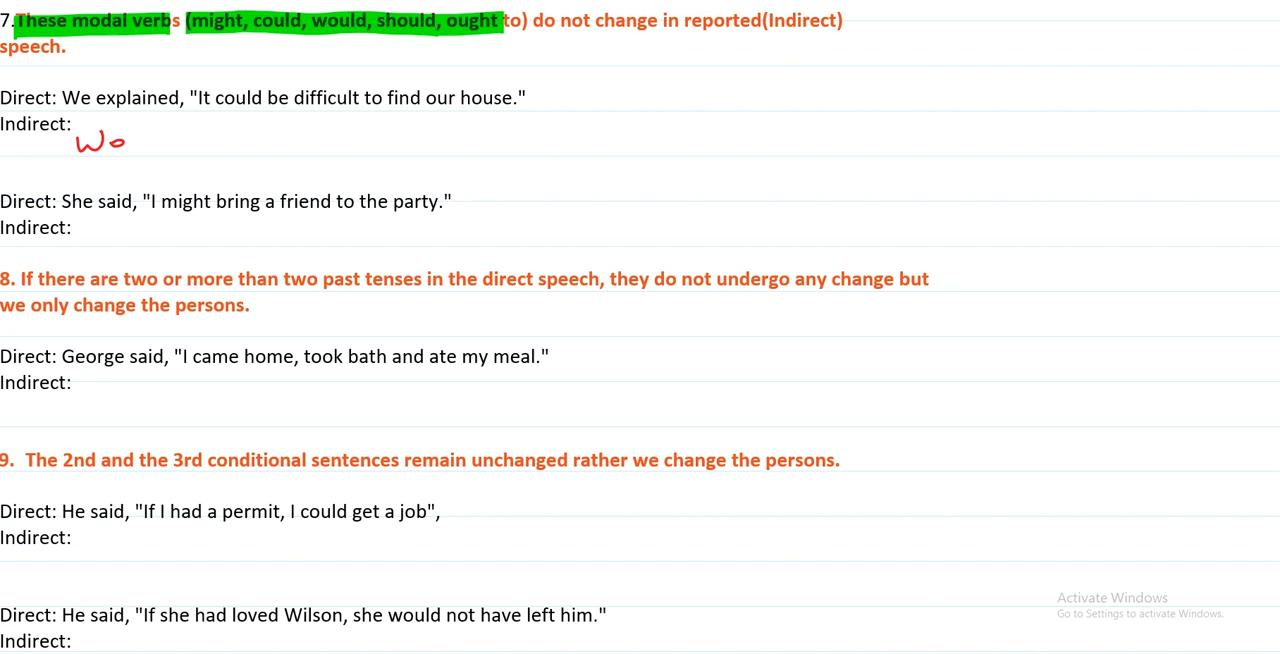 7.These modal verbs (might, could, would, should, ought to) do not change in reported(Indirect)
speech.
Direct: We explained, "It could be difficult to find our house."
Indirect:
Wo
Direct: She said, "I might bring a friend to the party."
Indirect:
8. If there are two or more than two past tenses in the direct speech, they do not undergo any change but
we only change the persons.
Direct: George said, "I came home, took bath and ate my meal."
Indirect:
9. The 2nd and the 3rd conditional sentences remain unchanged rather we change the persons.
Direct: He said, "If I had a permit, I could get a job",
Indirect:
Direct: He said, "If she had loved Wilson, she would not have left him."
Indirect:
Activate Windows
Go to Settings to activate Windows.